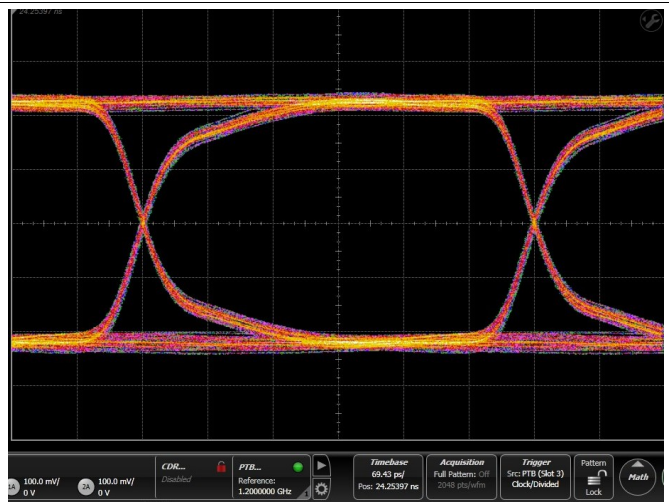 24.25397 ns
1A 100.0 mV/
0 V
2A 100.0 mV/
0 V
CDR...
Disabled
PTB...
Reference:
1.2000000 GHz
Timebase
69.43 ps/
Pos: 24.25397 ns
Acquisition
Full Pattern: Off
2048 pts/wfm
Trigger
Src: PTB (Slot 3)
Clock/Divided
Pattern
Lock
Math